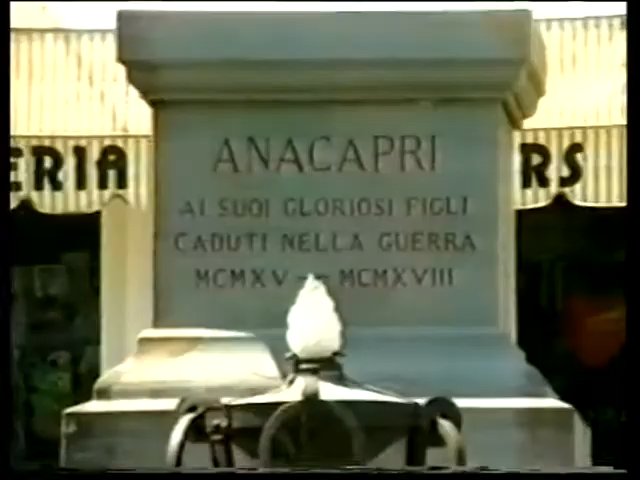 ANACAPRI
AI SUOI GLORIOSI FIGLI
CADUTI NELLA GUERRA
MCMXV – MCMXVIII